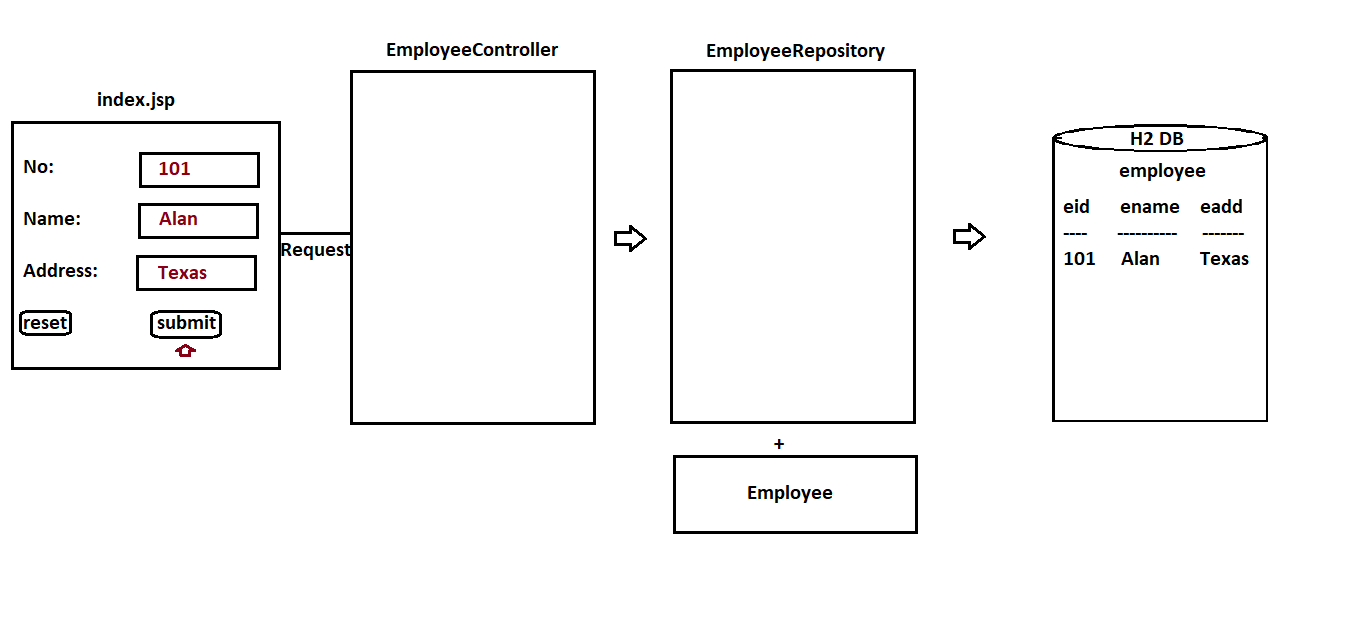 EmployeeController
EmployeeRepository
index.jsp
No: 101
Name: Alan
Address: Texas
reset submit
Request
+
Employee
H2 DB
employee
eid ename eadd
---- ---------- -------
101 Alan Texas